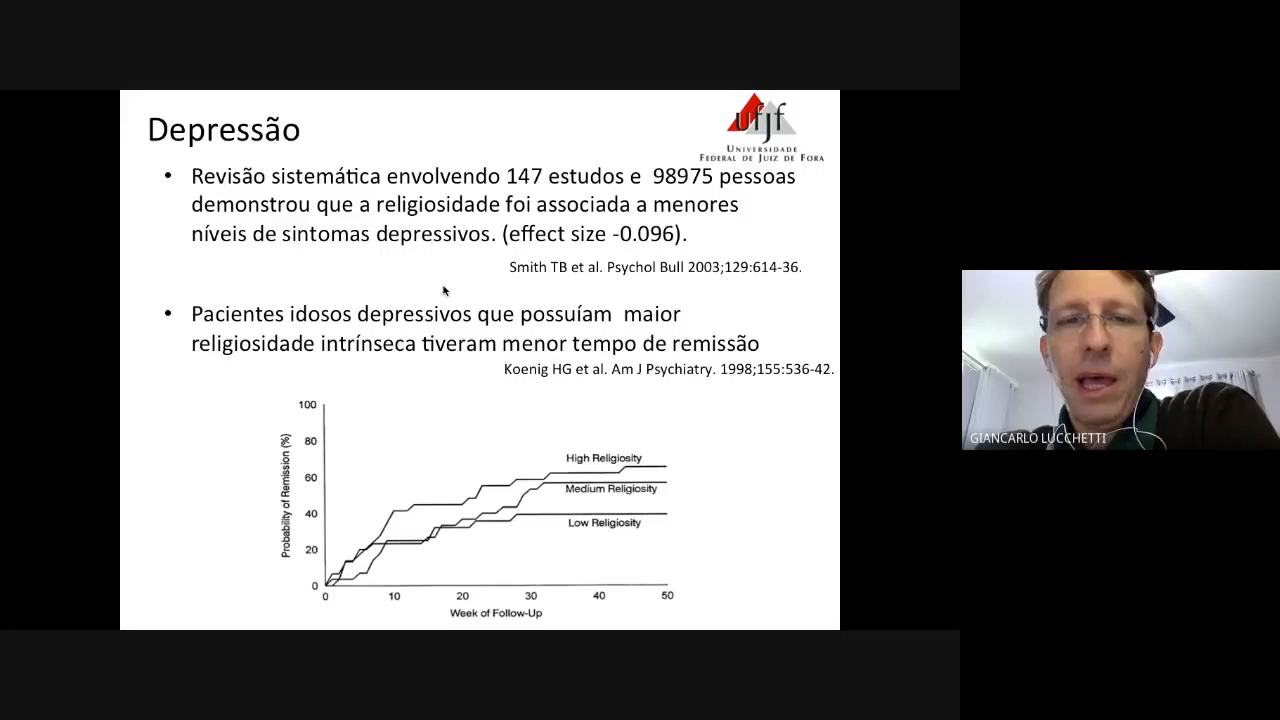 Depressão
ufjf
UNIVERSIDADE
FEDERAL DE JUIZ DE FORA
• Revisão sistemática envolvendo 147 estudos e 98975 pessoas
demonstrou que a religiosidade foi associada a menores
níveis de sintomas depressivos. (effect size -0.096).
Smith TB et al. Psychol Bull 2003;129:614-36.
• Pacientes idosos depressivos que possuíam maior
religiosidade intrínseca tiveram menor tempo de remissão
Koenig HG et al. Am J Psychiatry. 1998;155:536-42.
Probability of Remission (%)
100
80
60
40
20
0
High Religiosity
Medium Religiosity
Low Religiosity
0 10 20 30 40 50
Week of Follow-Up
GIANCARLO LUCCHETTI